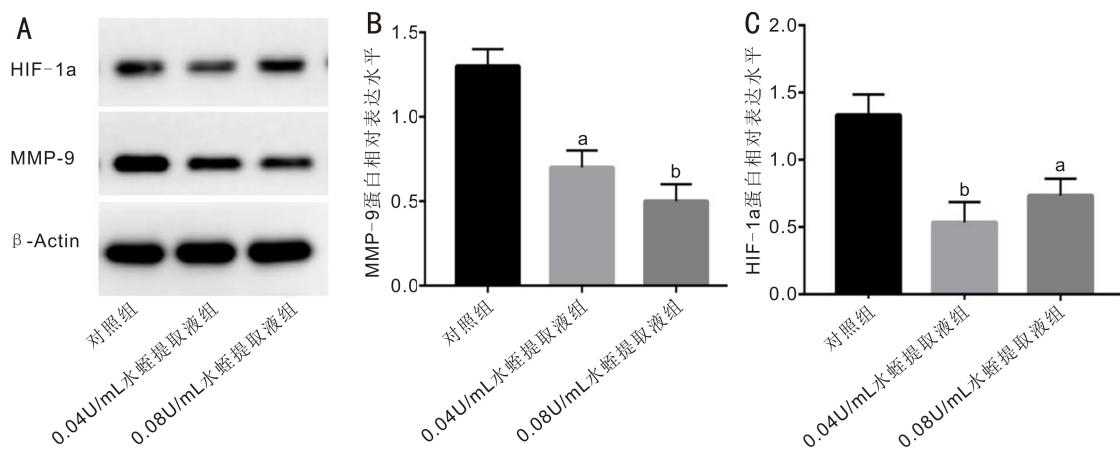 A
HIF-1a
MMP-9
β-Actin
对照组
0.04U/mL水蛭提取液组
0.08U/mL水蛭提取液组
B
MMP-9蛋白相对表达水平
1.5
1.0
0.5
0.0
a
b
对照组
0.04U/mL水蛭提取液组
0.08U/mL水蛭提取液组
C
HIF-1a蛋白相对表达水平
2.0
1.5
1.0
0.5
0.0
b
a
对照组
0.04U/mL水蛭提取液组
0.08U/mL水蛭提取液组